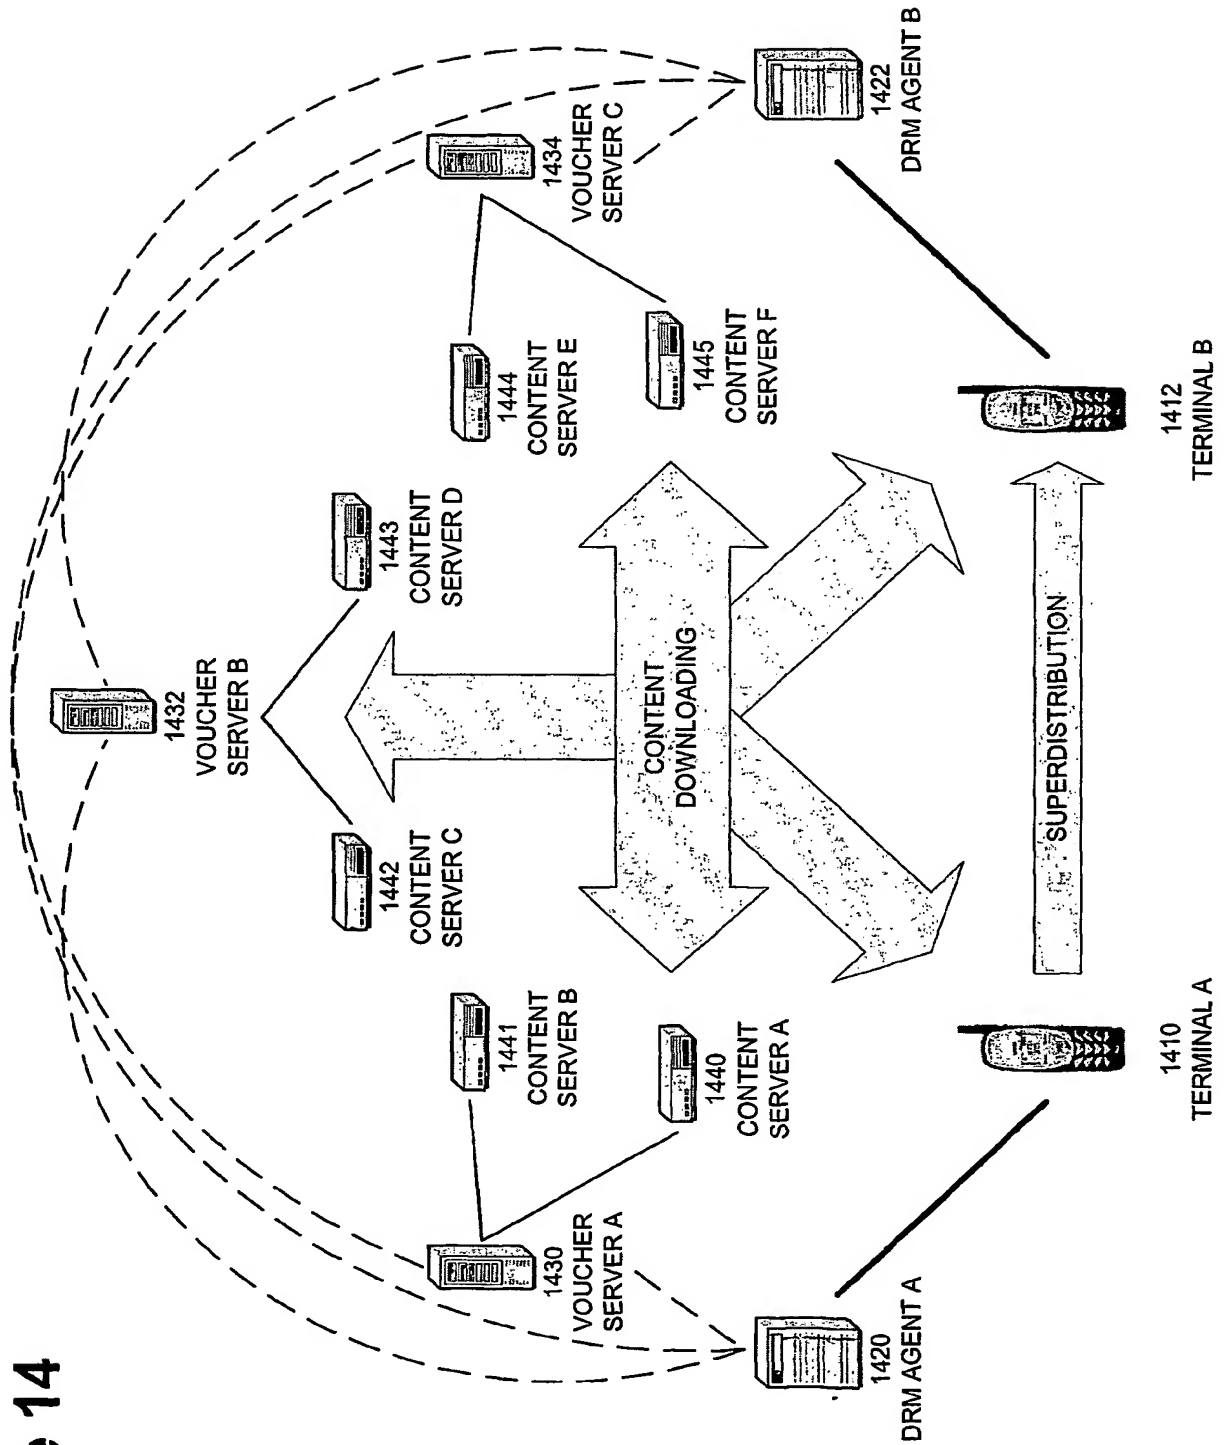 14
1432
VOUCHER
SERVER B
1442
CONTENT
SERVER C
1443
CONTENT
SERVER D
1441
CONTENT
SERVER B
1444
CONTENT
SERVER E
1430
VOUCHER
SERVER A
1434
VOUCHER
SERVER C
1440
CONTENT
SERVER A
1445
CONTENT
SERVER F
CONTENT
DOWNLOADING
1420
DRM AGENT A
1422
DRM AGENT B
SUPERDISTRIBUTION
1410
TERMINAL A
1412
TERMINAL B